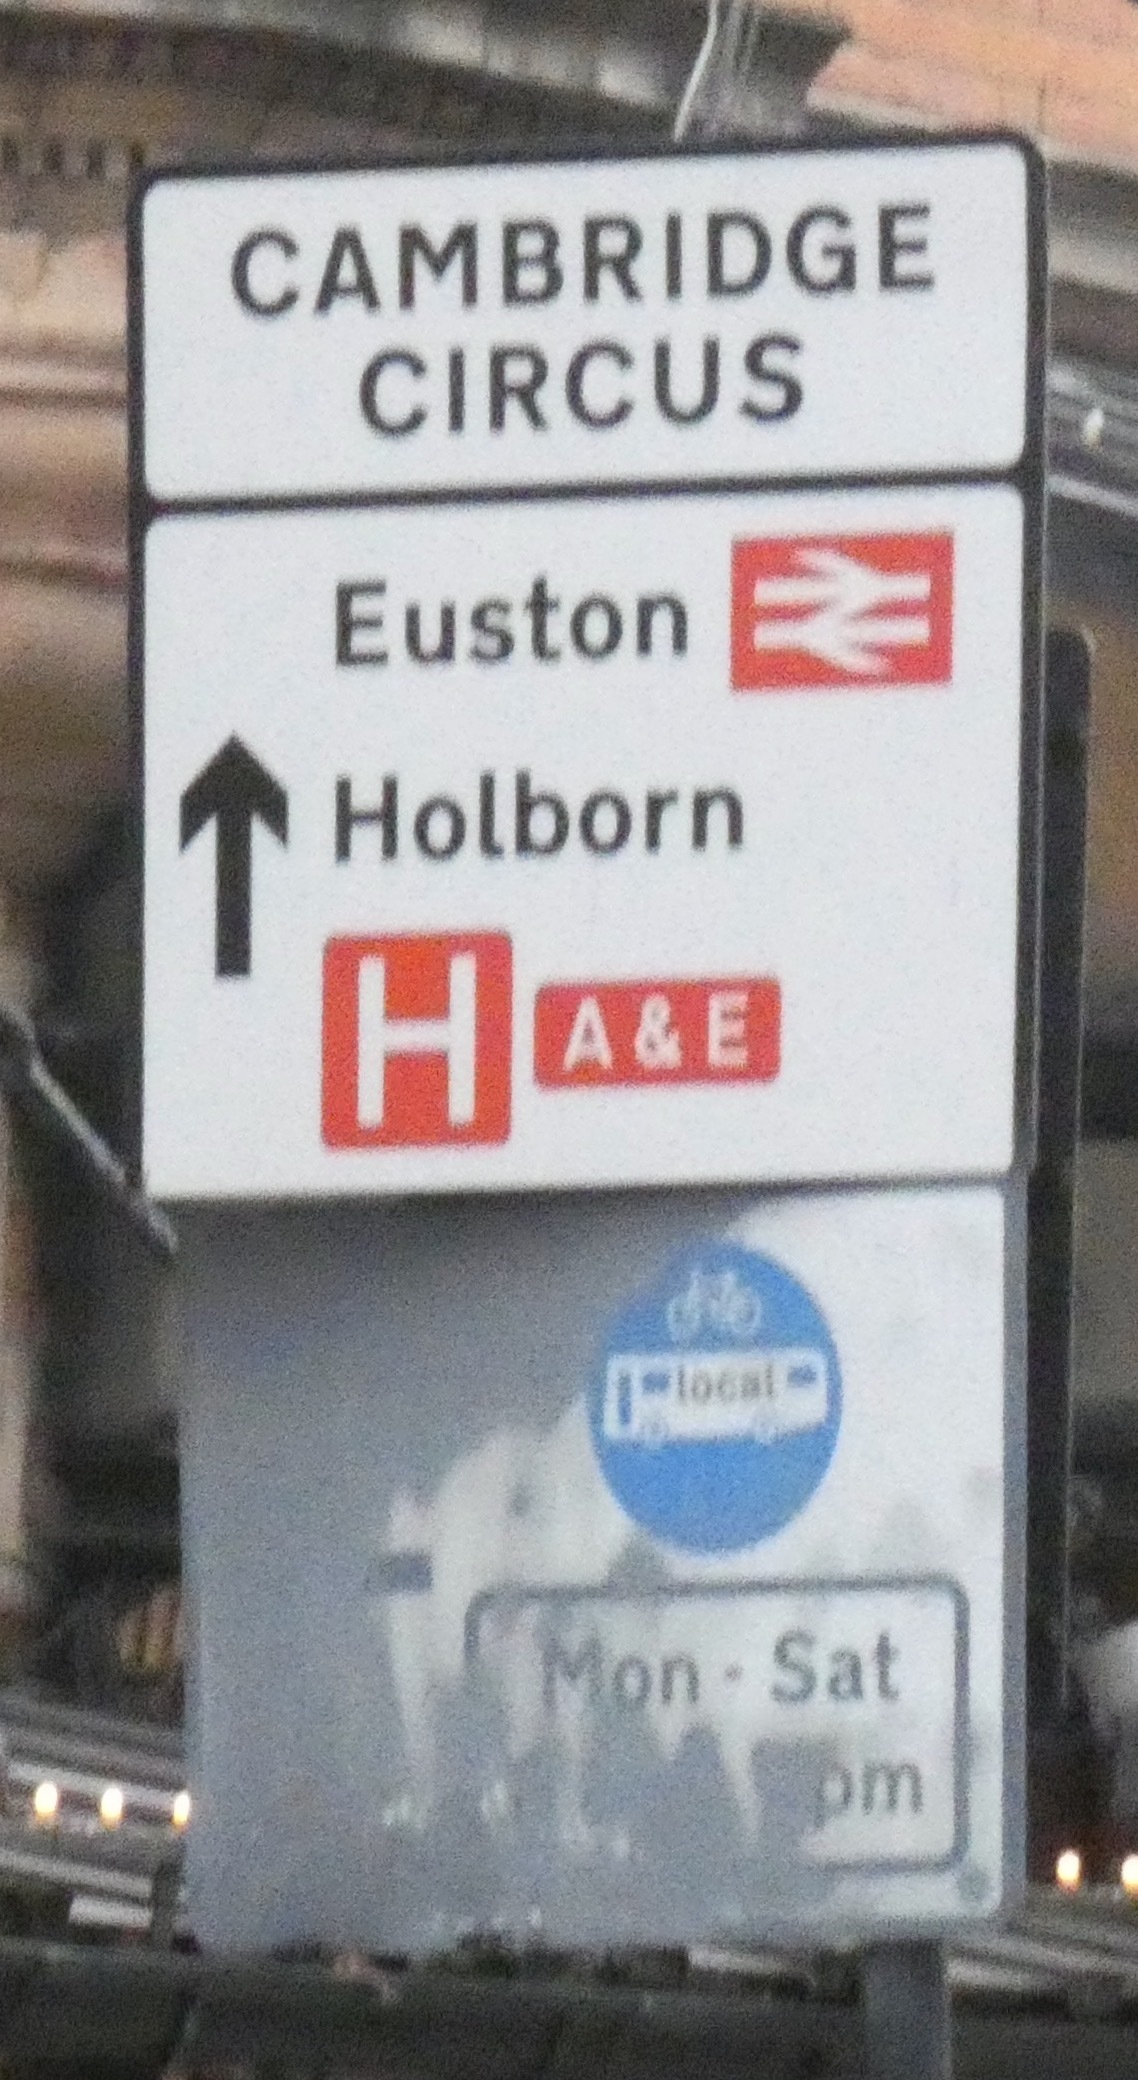 CAMBRIDGE
CIRCUS
Euston
Holborn
H A&E
local
Mon - Sat
pm